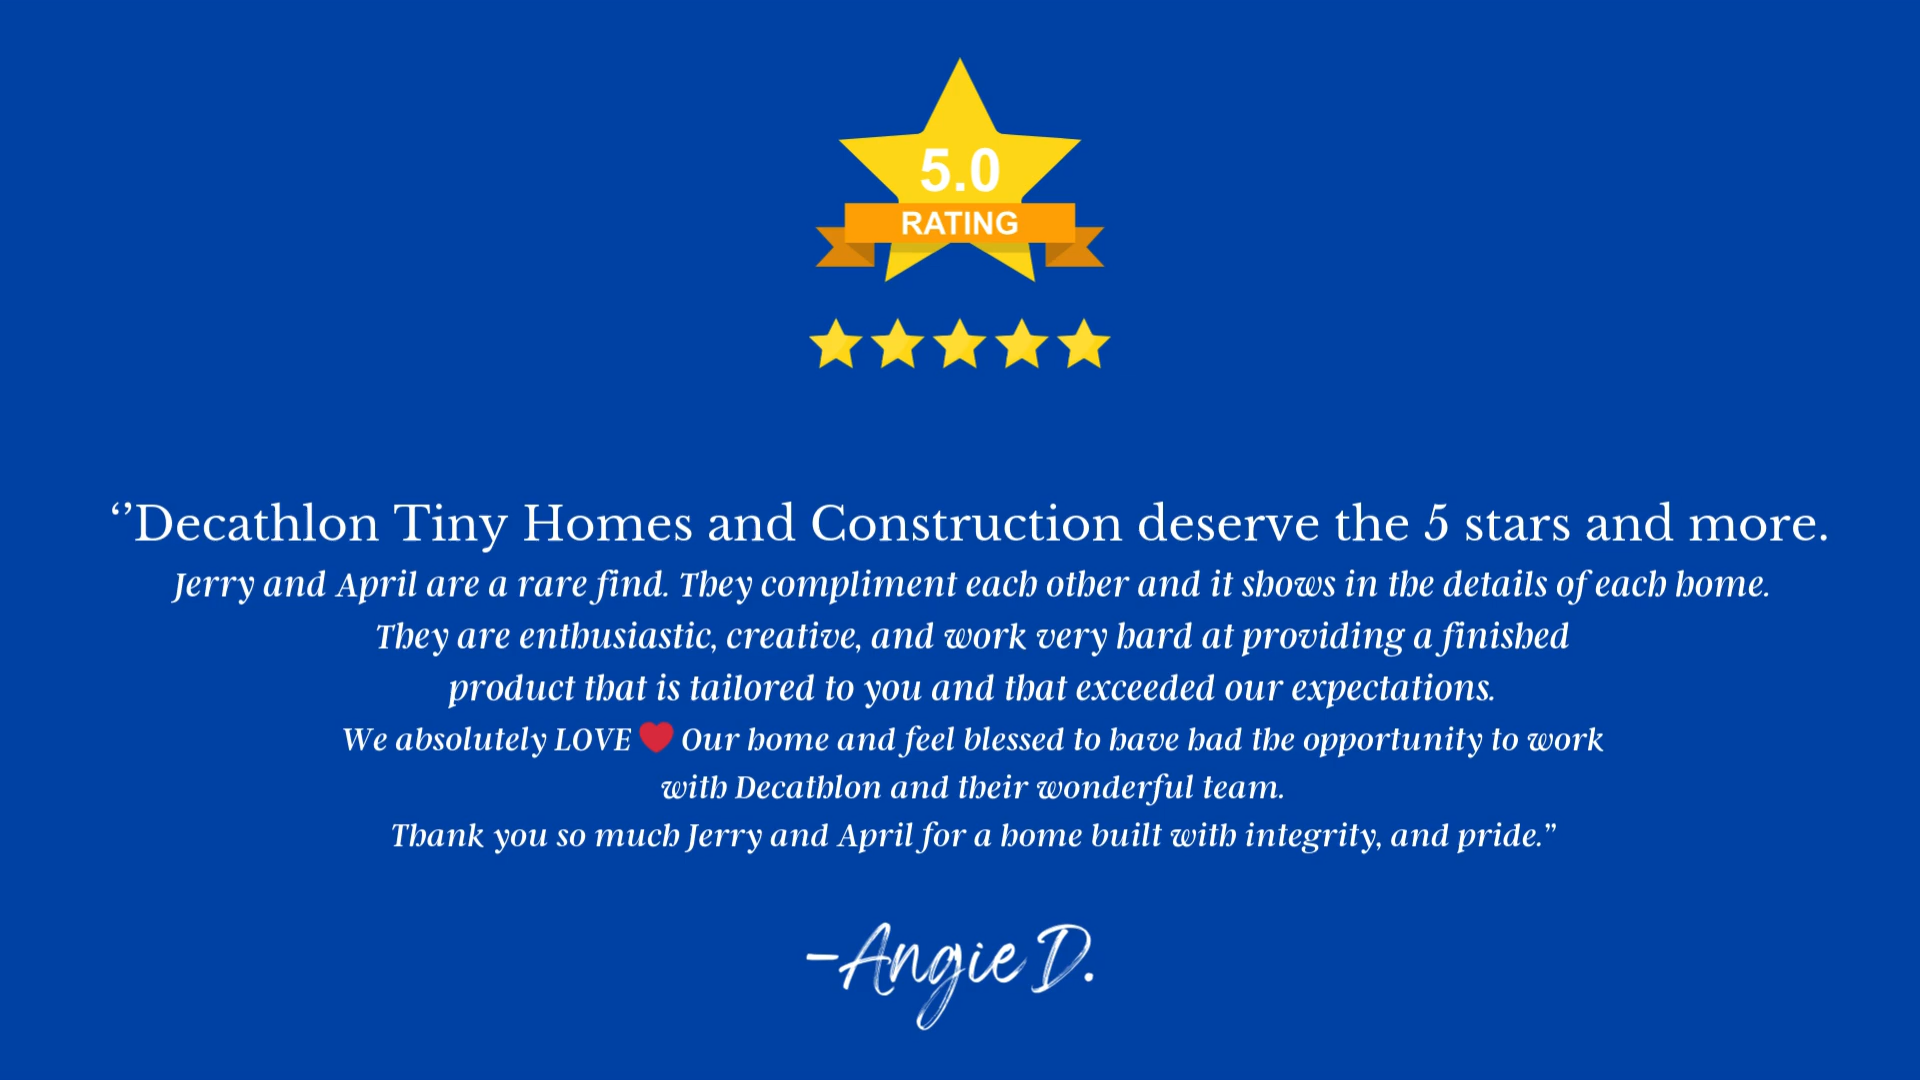 5.0
RATING
‘’Decathlon Tiny Homes and Construction deserve the 5 stars and more.
Jerry and April are a rare find. They compliment each other and it shows in the details of each home.
They are enthusiastic, creative, and work very hard at providing a finished
product that is tailored to you and that exceeded our expectations.
We absolutely LOVE ❤️ Our home and feel blessed to have had the opportunity to work
with Decathlon and their wonderful team.
Thank you so much Jerry and April for a home built with integrity, and pride.”
-Angie D.